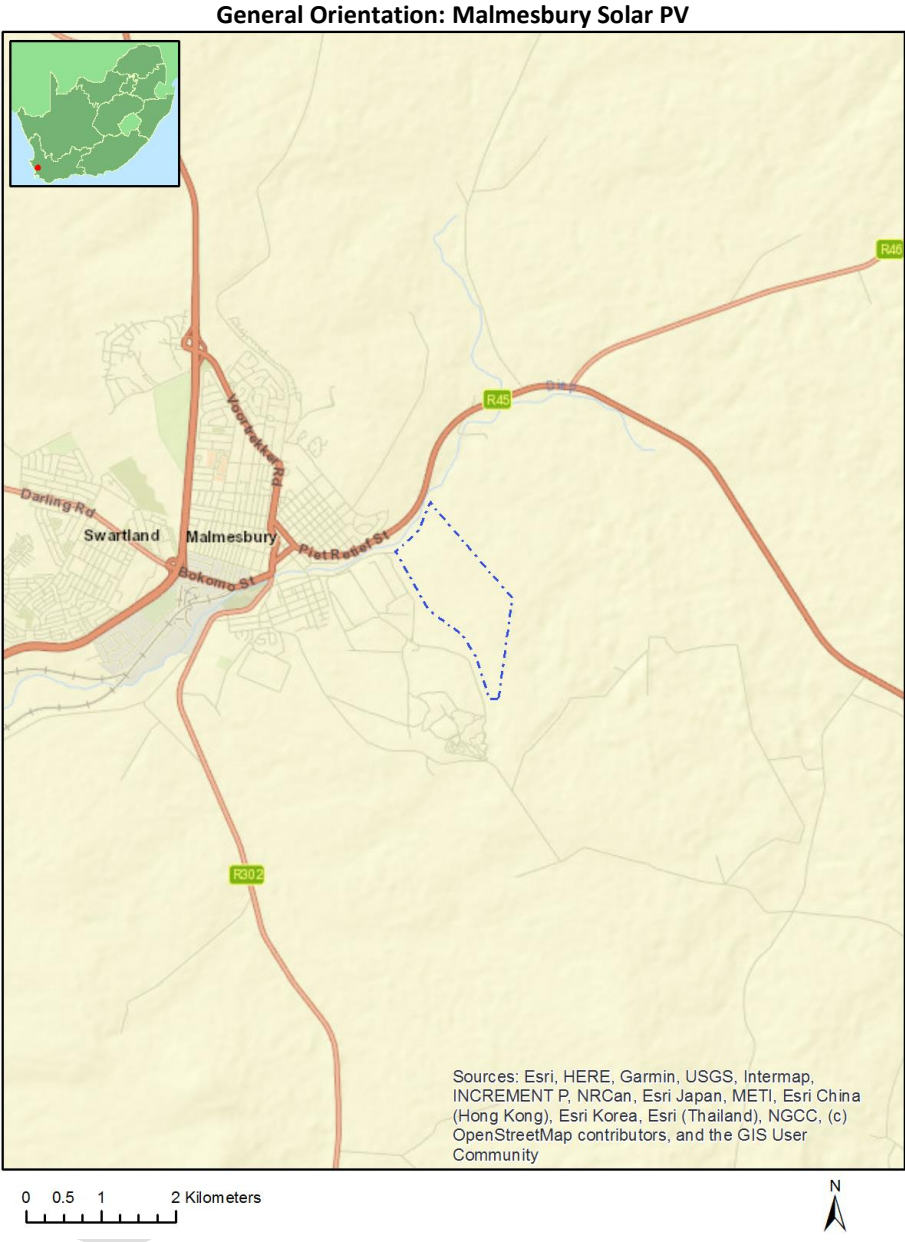 General Orientation: Malmesbury Solar PV
R46
R45
Diep
Voortrekker Rd
Darling Rd
Swartland
Malmesbury
Piet Retief St
Bokomo St
R302
Sources: Esri, HERE, Garmin, USGS, Intermap,
INCREMENT P, NRCan, Esri Japan, METI, Esri China
(Hong Kong), Esri Korea, Esri (Thailand), NGCC, (c)
OpenStreetMap contributors, and the GIS User
Community
0 0.5 1 2 Kilometers
N